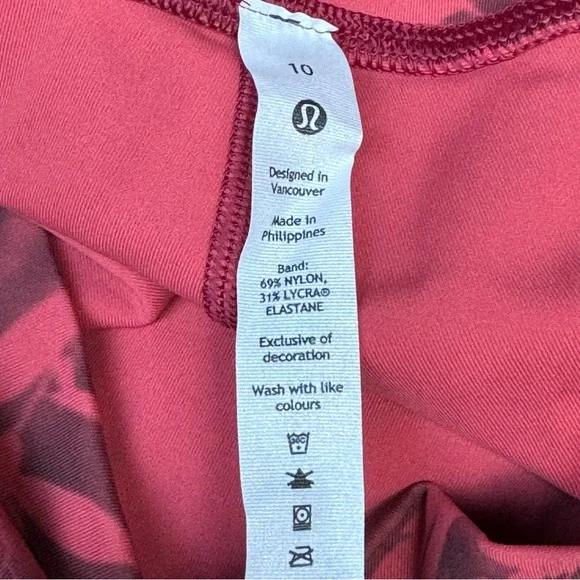 10
Designed in
Vancouver
Made in
Philippines
Band:
69% NYLON,
31% LYCRA®
ELASTANE
Exclusive of
decoration
Wash with like
colours
30C